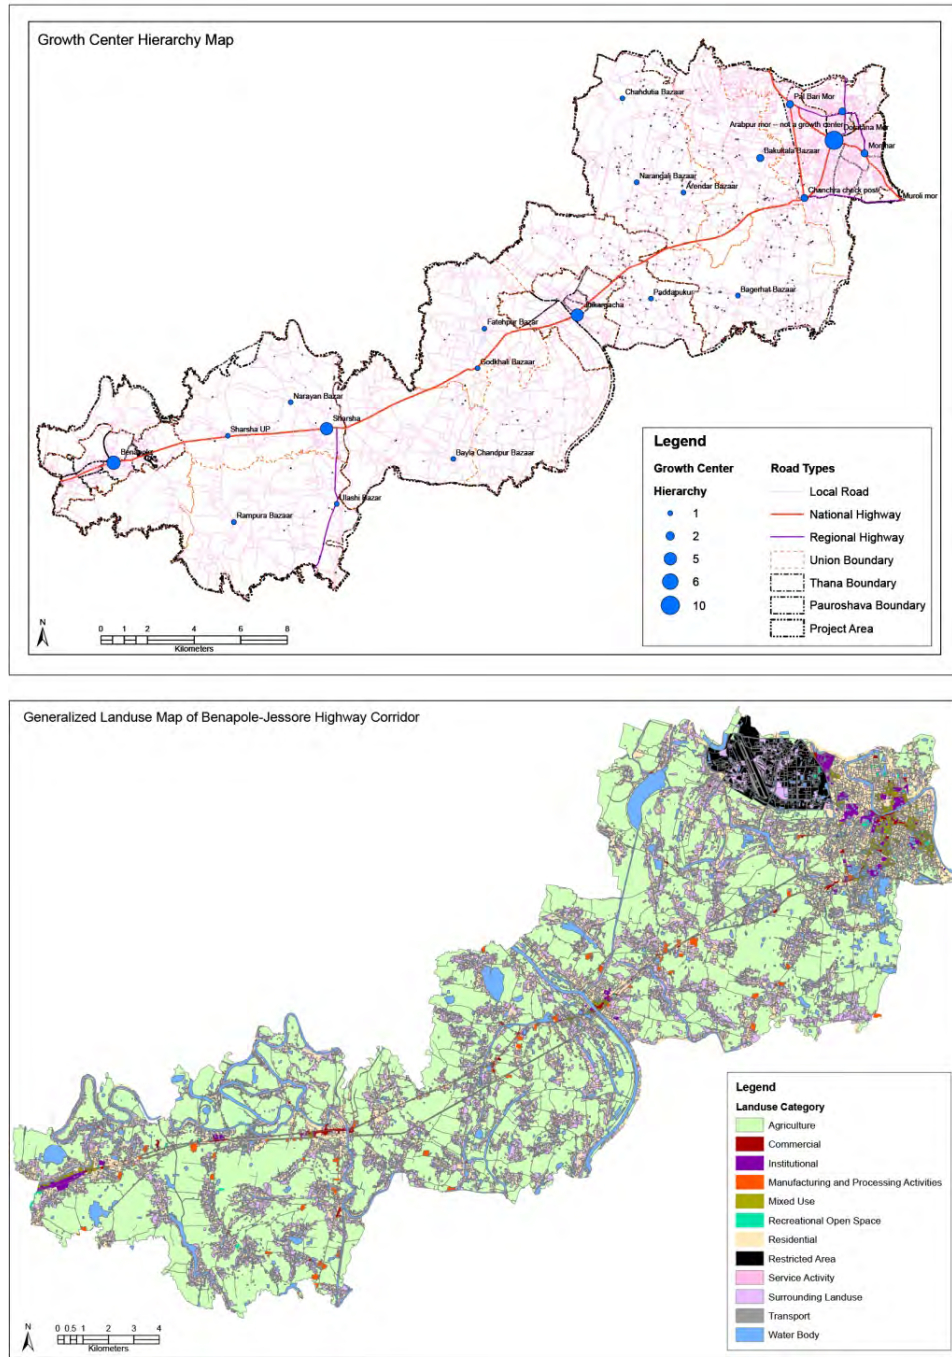 Growth Center Hierarchy Map
Chandutia Bazaar
Pal Bari Mor
Arabpur mor -- not a growth center
Doratana Mor
Monihar
Bakultala Bazaar
Narangali Bazaar
Arendar Bazaar
Chanchra check post
Muroli mor
Paddapukur
Bagerhat Bazaar
Jhikargacha
Fatehpur Bazar
Godkhali Bazaar
Narayan Bazar
Sharsha
Sharsha UP
Benapole
Bayla Chandpur Bazaar
Ulashi Bazar
Rampura Bazaar
Legend
Growth Center
Hierarchy
1
2
5
6
10
Road Types
Local Road
National Highway
Regional Highway
Union Boundary
Thana Boundary
Pauroshava Boundary
Project Area
N
0 1 2 4 6 8
Kilometers
Generalized Landuse Map of Benapole-Jessore Highway Corridor
Legend
Landuse Category
Agriculture
Commercial
Institutional
Manufacturing and Processing Activities
Mixed Use
Recreational Open Space
Residential
Restricted Area
Service Activity
Surrounding Landuse
Transport
Water Body
N
0 0.5 1 2 3 4
Kilometers